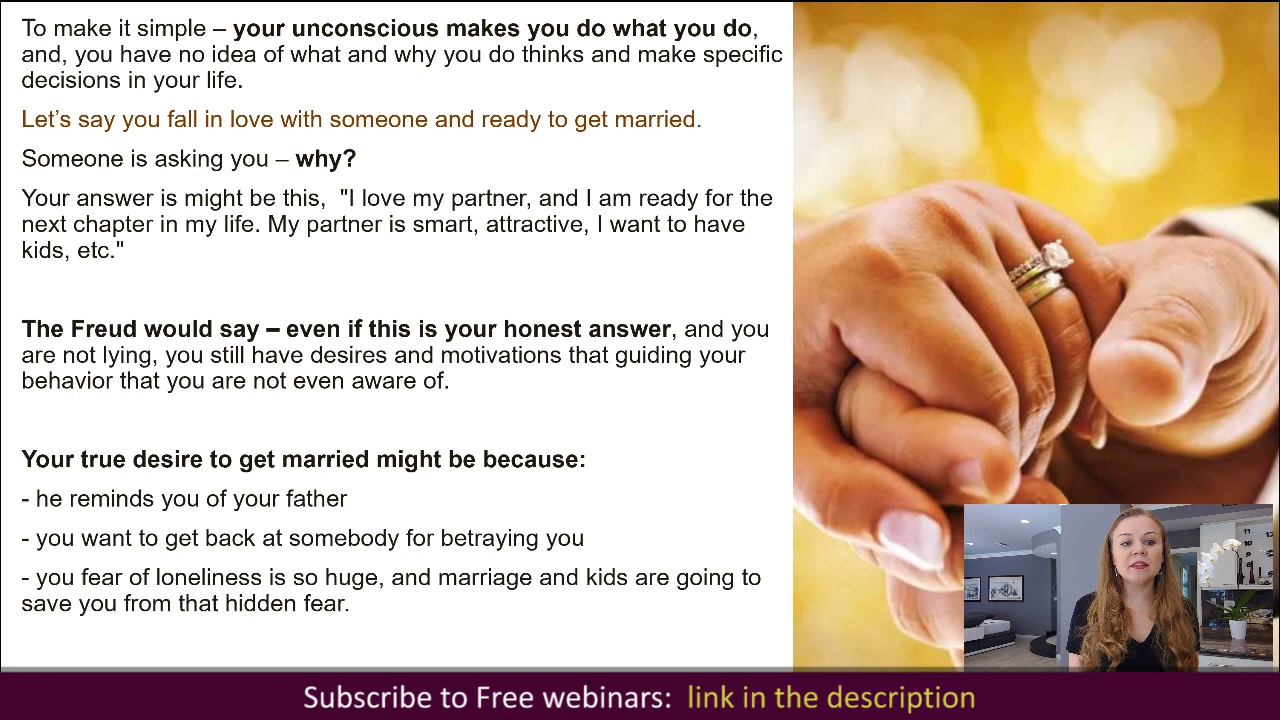 To make it simple – your unconscious makes you do what you do,
and, you have no idea of what and why you do thinks and make specific
decisions in your life.
Let's say you fall in love with someone and ready to get married.
Someone is asking you – why?
Your answer is might be this,  "I love my partner, and I am ready for the
next chapter in my life. My partner is smart, attractive, I want to have
kids, etc."
The Freud would say – even if this is your honest answer, and you
are not lying, you still have desires and motivations that guiding your
behavior that you are not even aware of.
Your true desire to get married might be because:
- he reminds you of your father
- you want to get back at somebody for betraying you
- you fear of loneliness is so huge, and marriage and kids are going to
save you from that hidden fear.
Subscribe to Free webinars:  link in the description